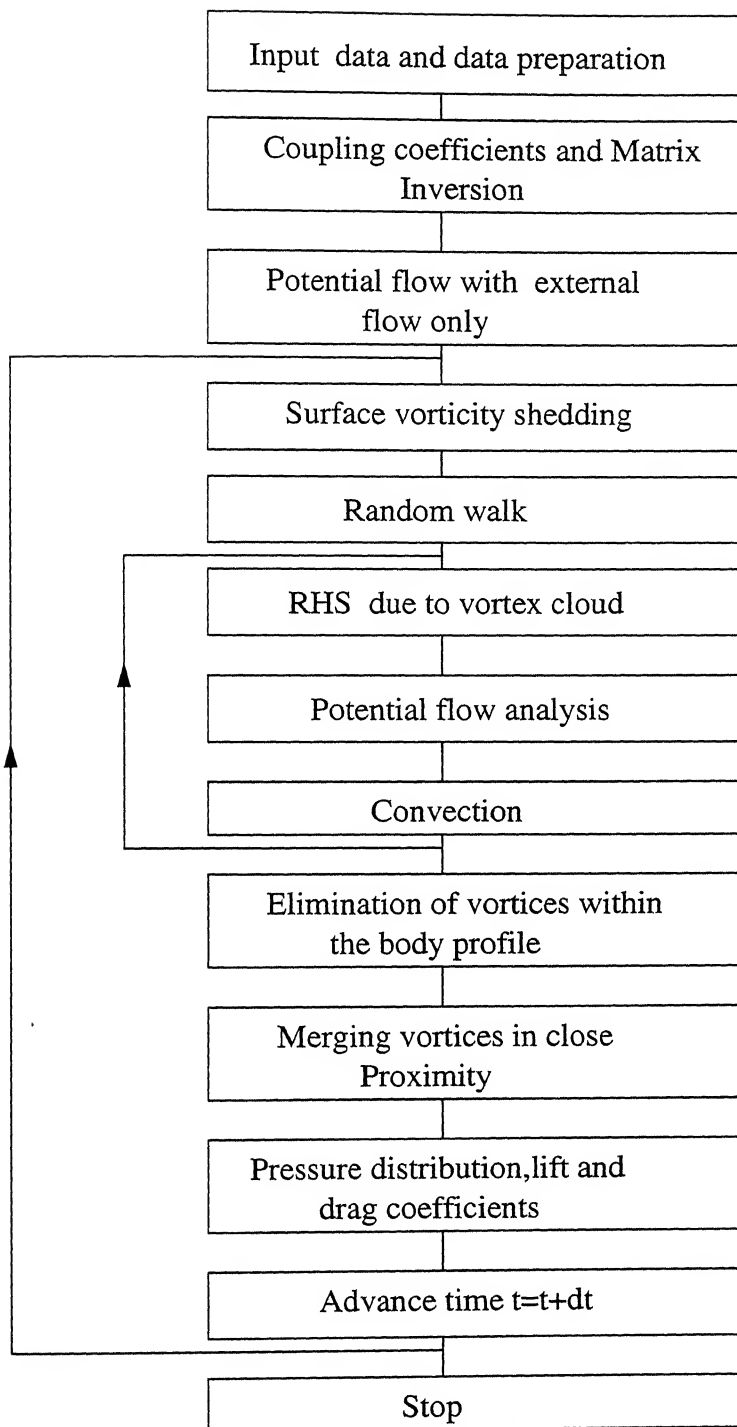 Input data and data preparation
Coupling coefficients and Matrix
Inversion
Potential flow with external
flow only
Surface vorticity shedding
Random walk
RHS due to vortex cloud
Potential flow analysis
Convection
Elimination of vortices within
the body profile
Merging vortices in close
Proximity
Pressure distribution,lift and
drag coefficients
Advance time t=t+dt
Stop